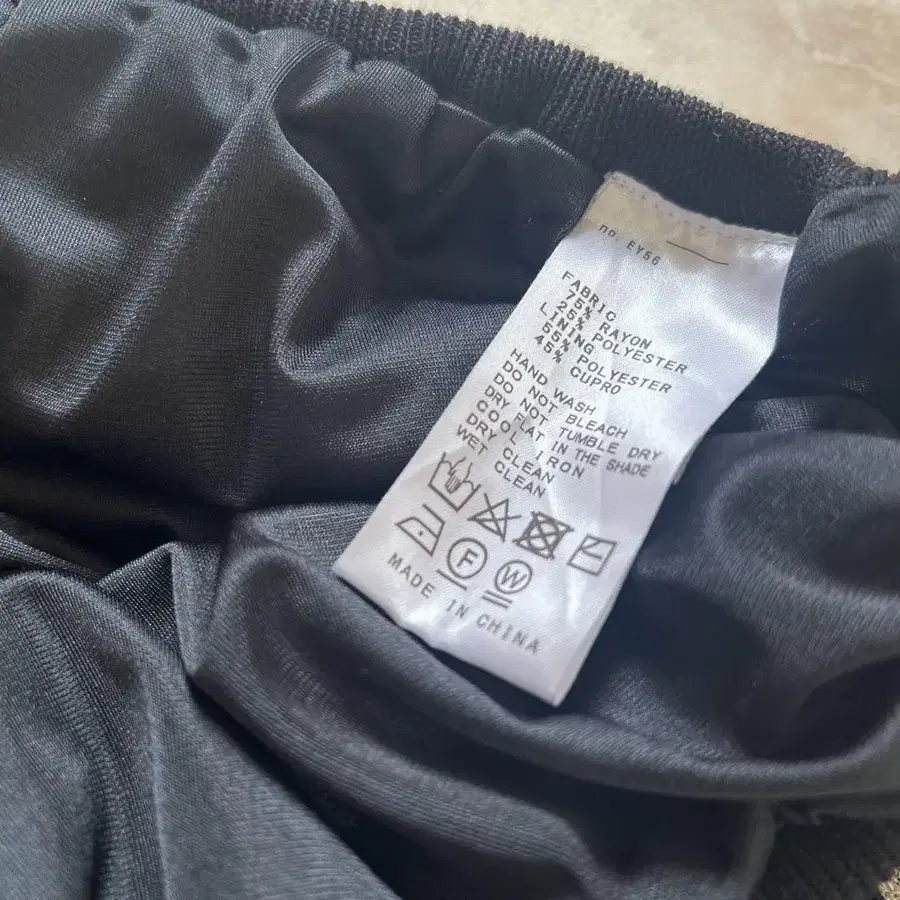 no. EY56
FABRIC
75% RAYON
25% POLYESTER
LINING
55% POLYESTER
45% CUPRO
HAND WASH
DO NOT BLEACH
DO NOT TUMBLE DRY
DRY FLAT IN THE SHADE
COOL IRON
DRY CLEAN
WET CLEAN
F
W
MADE IN CHINA